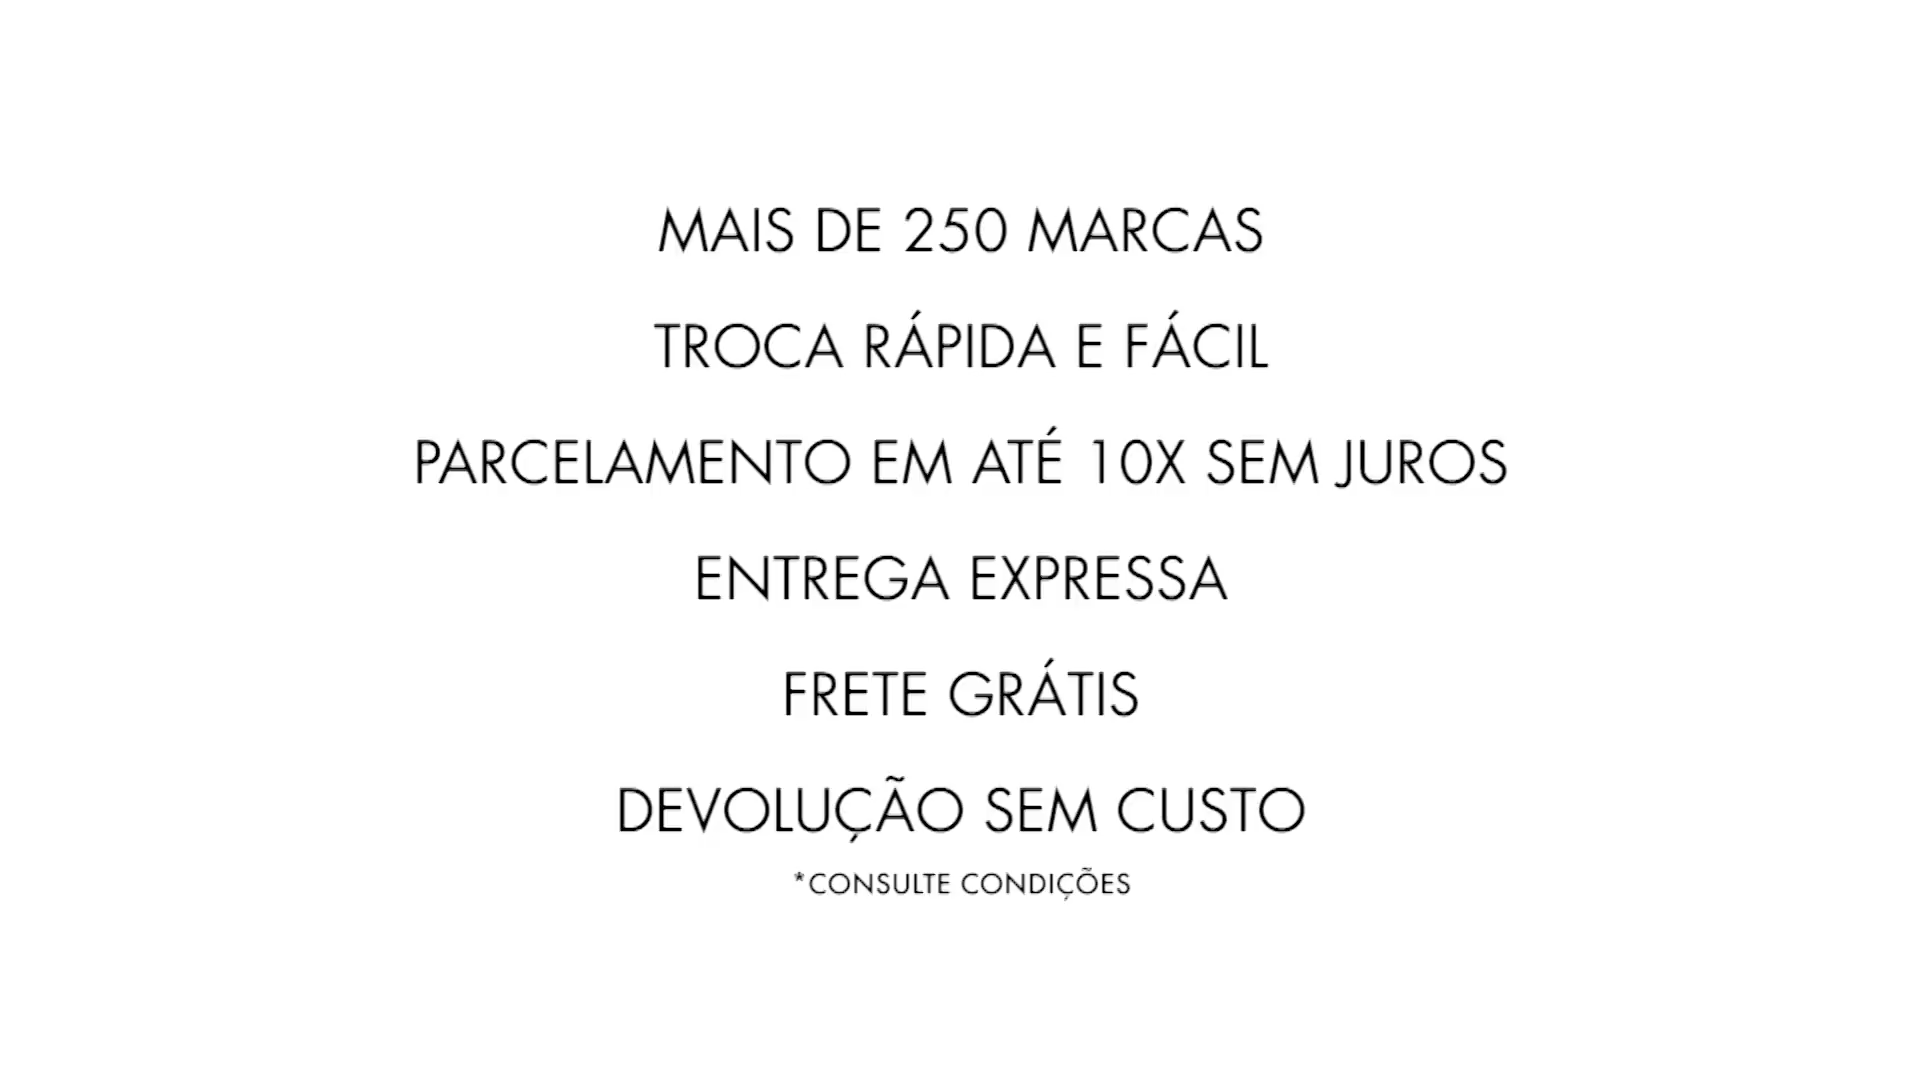 MAIS DE 250 MARCAS
TROCA RÁPIDA E FÁCIL
PARCELAMENTO EM ATÉ 10X SEM JUROS
ENTREGA EXPRESSA
FRETE GRÁTIS
DEVOLUÇÃO SEM CUSTO
*CONSULTE CONDIÇÕES